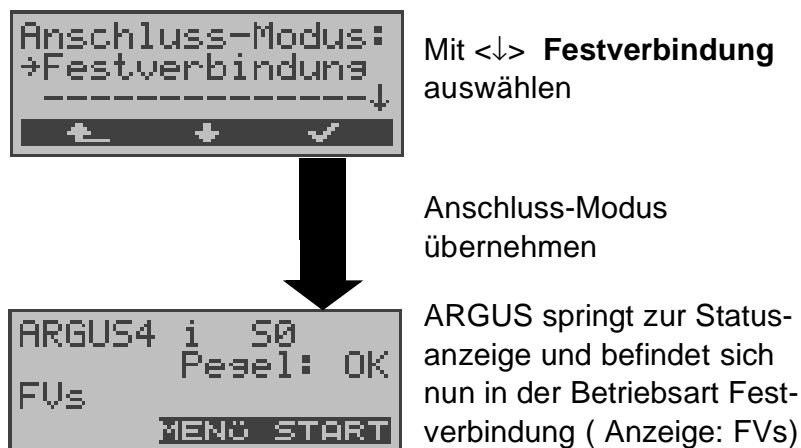 Anschluss-Modus:
→Festverbindung
---------------↓
Mit <↓> Festverbindung
auswählen
Anschluss-Modus
übernehmen
ARGUS4 i S0
Pegel: OK
FVs
MENÜ START
ARGUS springt zur Status-
anzeige und befindet sich
nun in der Betriebsart Fest-
verbindung ( Anzeige: FVs)